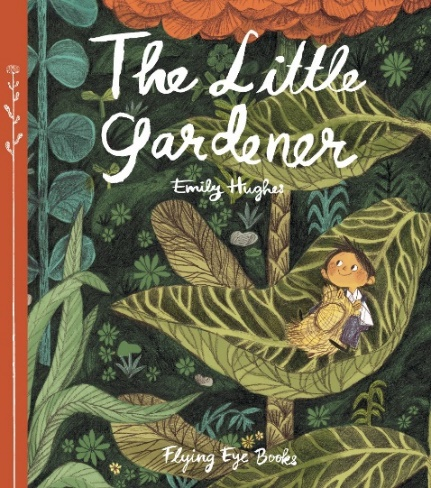 The Little
Gardener
Emily Hughes
Flying Eye Books